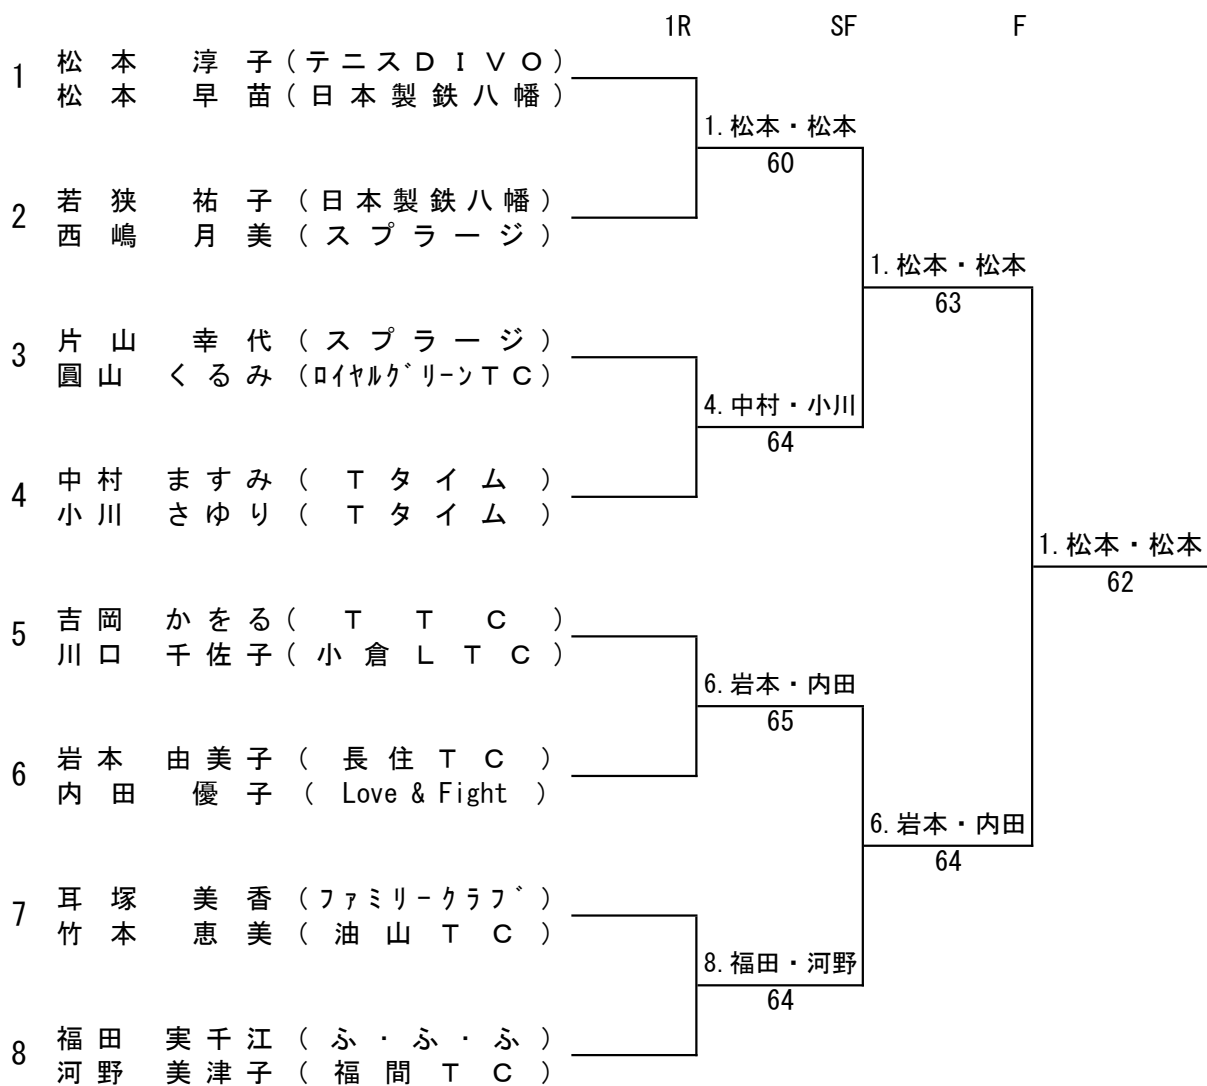 1R SF F
1 松本 淳子(テニスDIVO)
松本 早苗(日本製鉄八幡)
1.松本・松本
60
2 若狭 祐子(日本製鉄八幡)
西嶋 月美(スプラージ)
1.松本・松本
63
3 片山 幸代(スプラージ)
圓山 くるみ(ﾛｲﾔﾙｸﾞﾘｰﾝTC)
4.中村・小川
64
4 中村 ますみ(Tタイム)
小川 さゆり(Tタイム)
1.松本・松本
62
5 吉岡 かをる(TTC)
川口 千佐子(小倉LTC)
6.岩本・内田
65
6 岩本 由美子(長住TC)
内田 優子(Love & Fight)
6.岩本・内田
64
7 耳塚 美香(ﾌｧﾐﾘｰｸﾗﾌﾞ)
竹本 恵美(油山TC)
8.福田・河野
64
8 福田 実千江(ふ・ふ・ふ)
河野 美津子(福間TC)